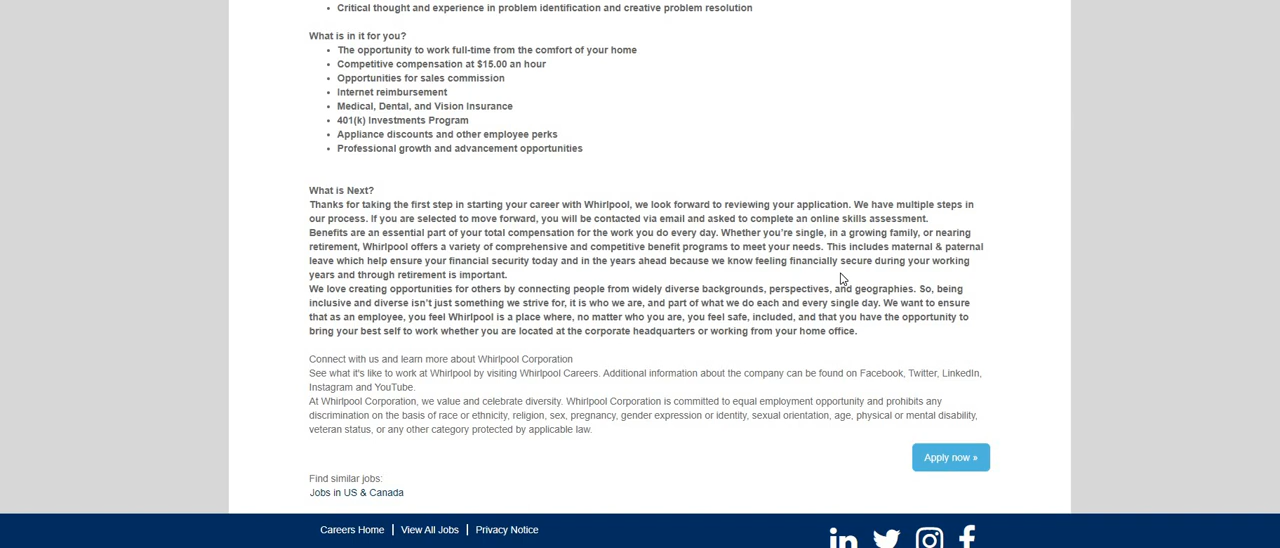 Critical thought and experience in problem identification and creative problem resolution
What is in it for you?
The opportunity to work full-time from the comfort of your home
Competitive compensation at $15.00 an hour
Opportunities for sales commission
Internet reimbursement
Medical, Dental, and Vision Insurance
401(k) Investments Program
Appliance discounts and other employee perks
Professional growth and advancement opportunities
What is Next?
Thanks for taking the first step in starting your career with Whirlpool, we look forward to reviewing your application. We have multiple steps in
our process. If you are selected to move forward, you will be contacted via email and asked to complete an online skills assessment.
Benefits are an essential part of your total compensation for the work you do every day. Whether you're single, in a growing family, or nearing
retirement, Whirlpool offers a variety of comprehensive and competitive benefit programs to meet your needs. This includes maternal & paternal
leave which help ensure your financial security today and in the years ahead because we know feeling financially secure during your working
years and through retirement is important.
We love creating opportunities for others by connecting people from widely diverse backgrounds, perspectives, and geographies. So, being
inclusive and diverse isn't just something we strive for, it is who we are, and part of what we do each and every single day. We want to ensure
that as an employee, you feel Whirlpool is a place where, no matter who you are, you feel safe, included, and that you have the opportunity to
bring your best self to work whether you are located at the corporate headquarters or working from your home office.
Connect with us and learn more about Whirlpool Corporation
See what it's like to work at Whirlpool by visiting Whirlpool Careers. Additional information about the company can be found on Facebook, Twitter, LinkedIn,
Instagram and YouTube.
At Whirlpool Corporation, we value and celebrate diversity. Whirlpool Corporation is committed to equal employment opportunity and prohibits any
discrimination on the basis of race or ethnicity, religion, sex, pregnancy, gender expression or identity, sexual orientation, age, physical or mental disability,
veteran status, or any other category protected by applicable law.
Apply now »
Find similar jobs:
Jobs in US & Canada
Careers Home | View All Jobs | Privacy Notice